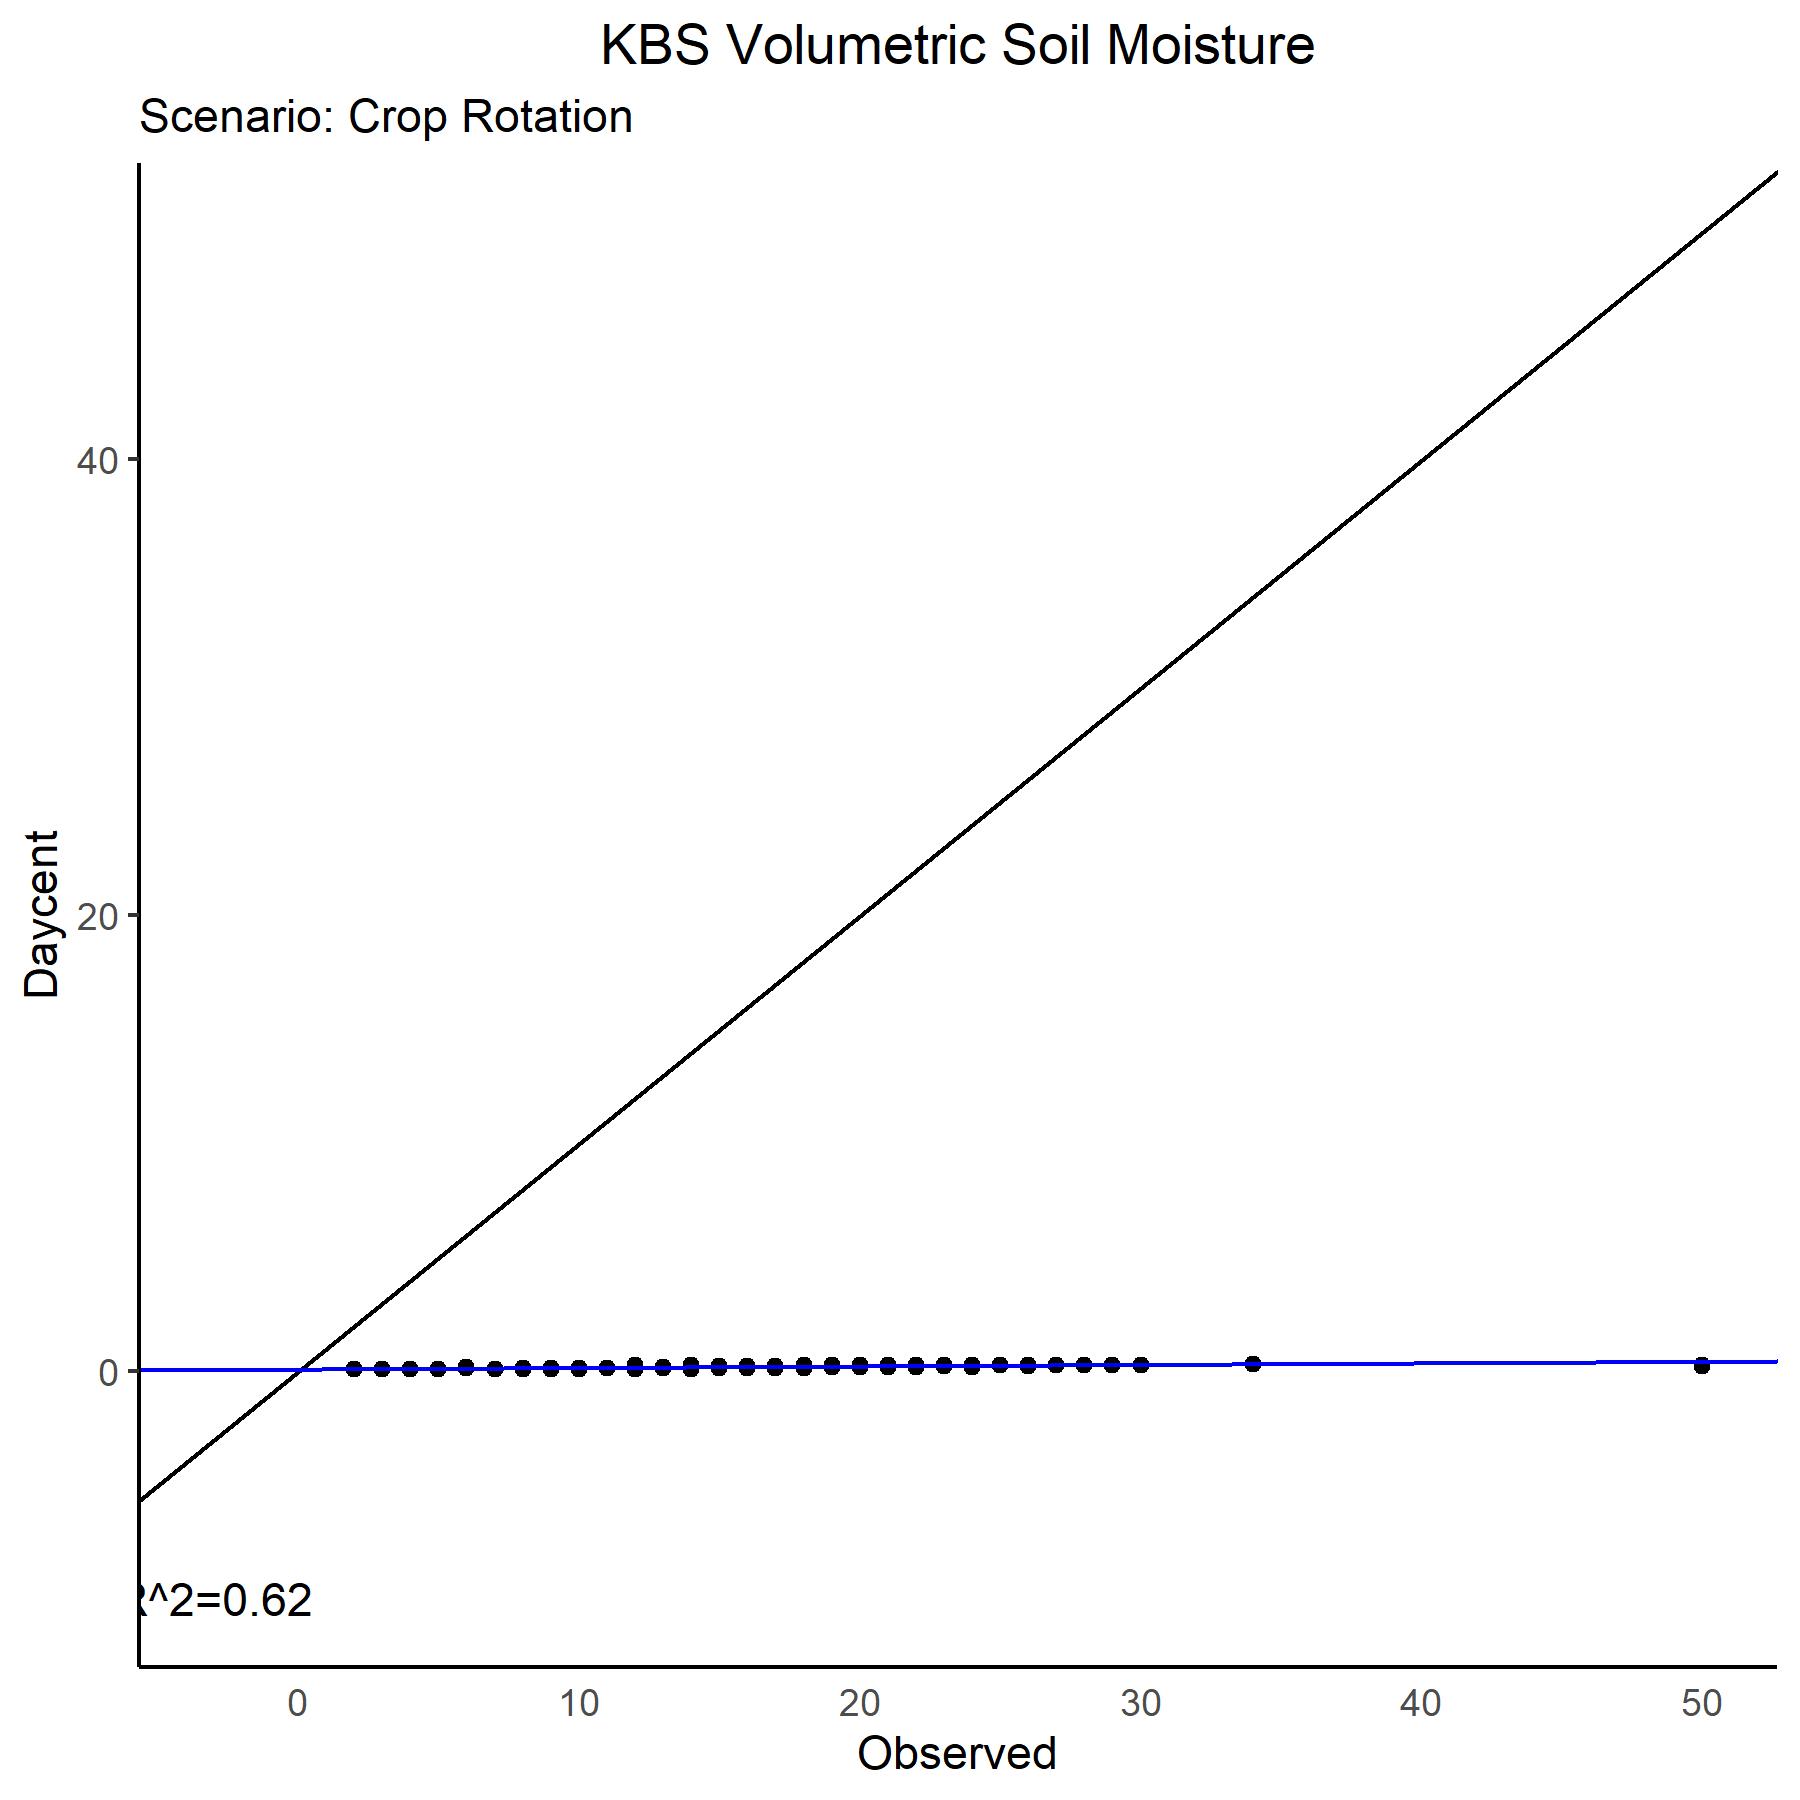 KBS Volumetric Soil Moisture
Scenario: Crop Rotation
40
20
0
Daycent
R^2=0.62
0 10 20 30 40 50
Observed